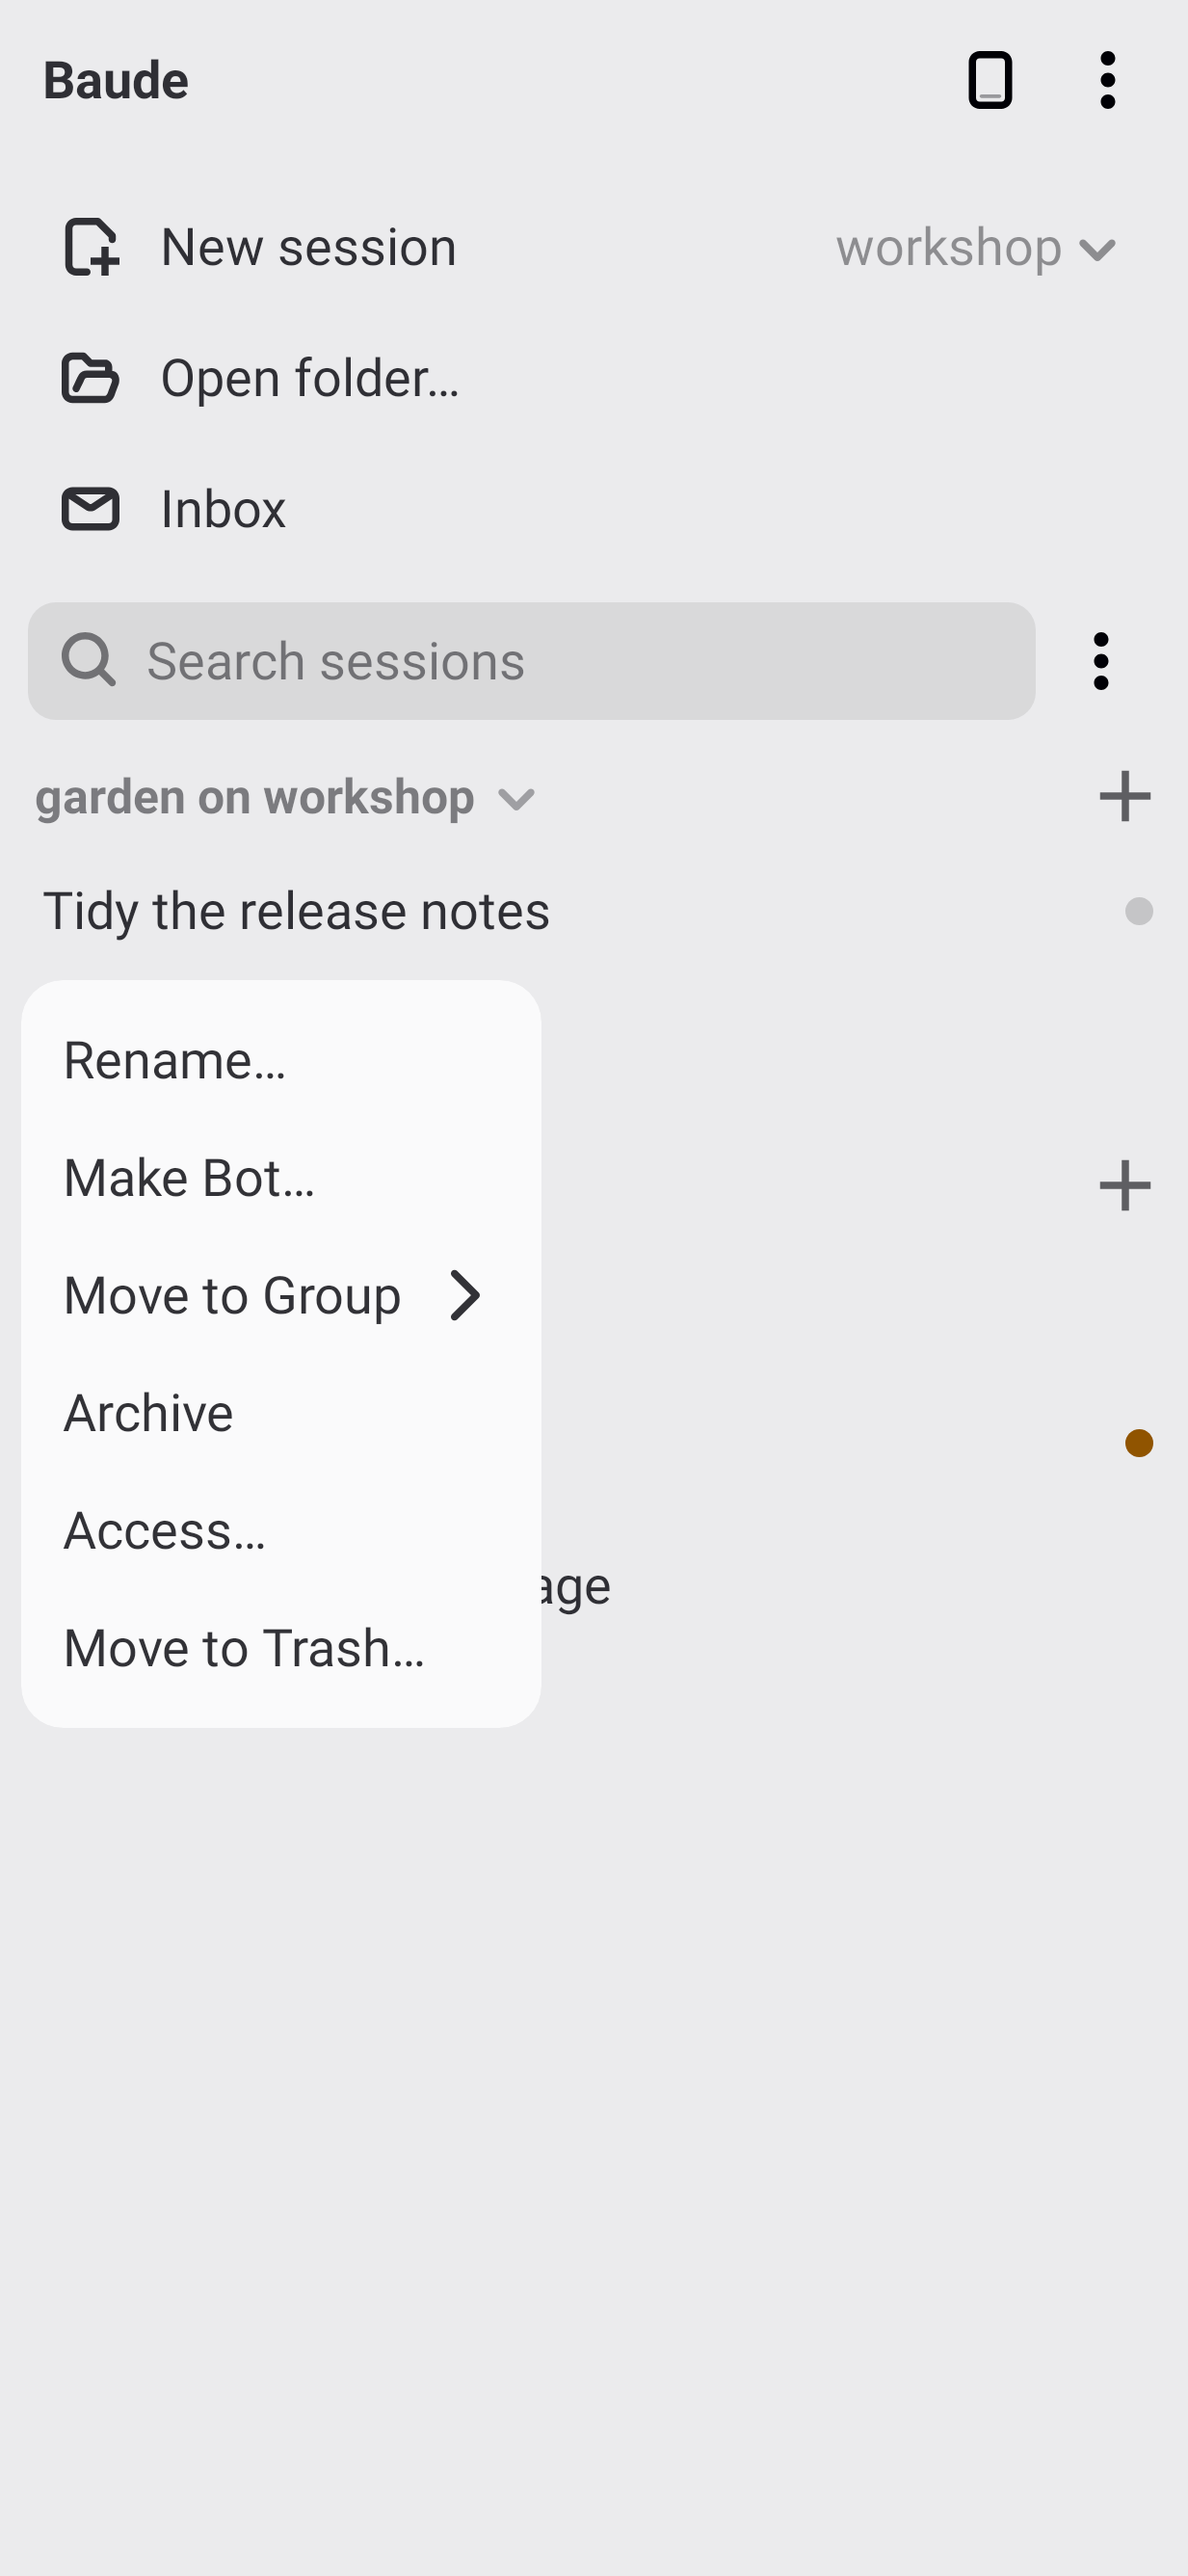 Baude
New session
workshop
Open folder…
Inbox
Search sessions
garden on workshop
Tidy the release notes
Rename…
Make Bot…
Move to Group
Archive
Access…
Move to Trash…